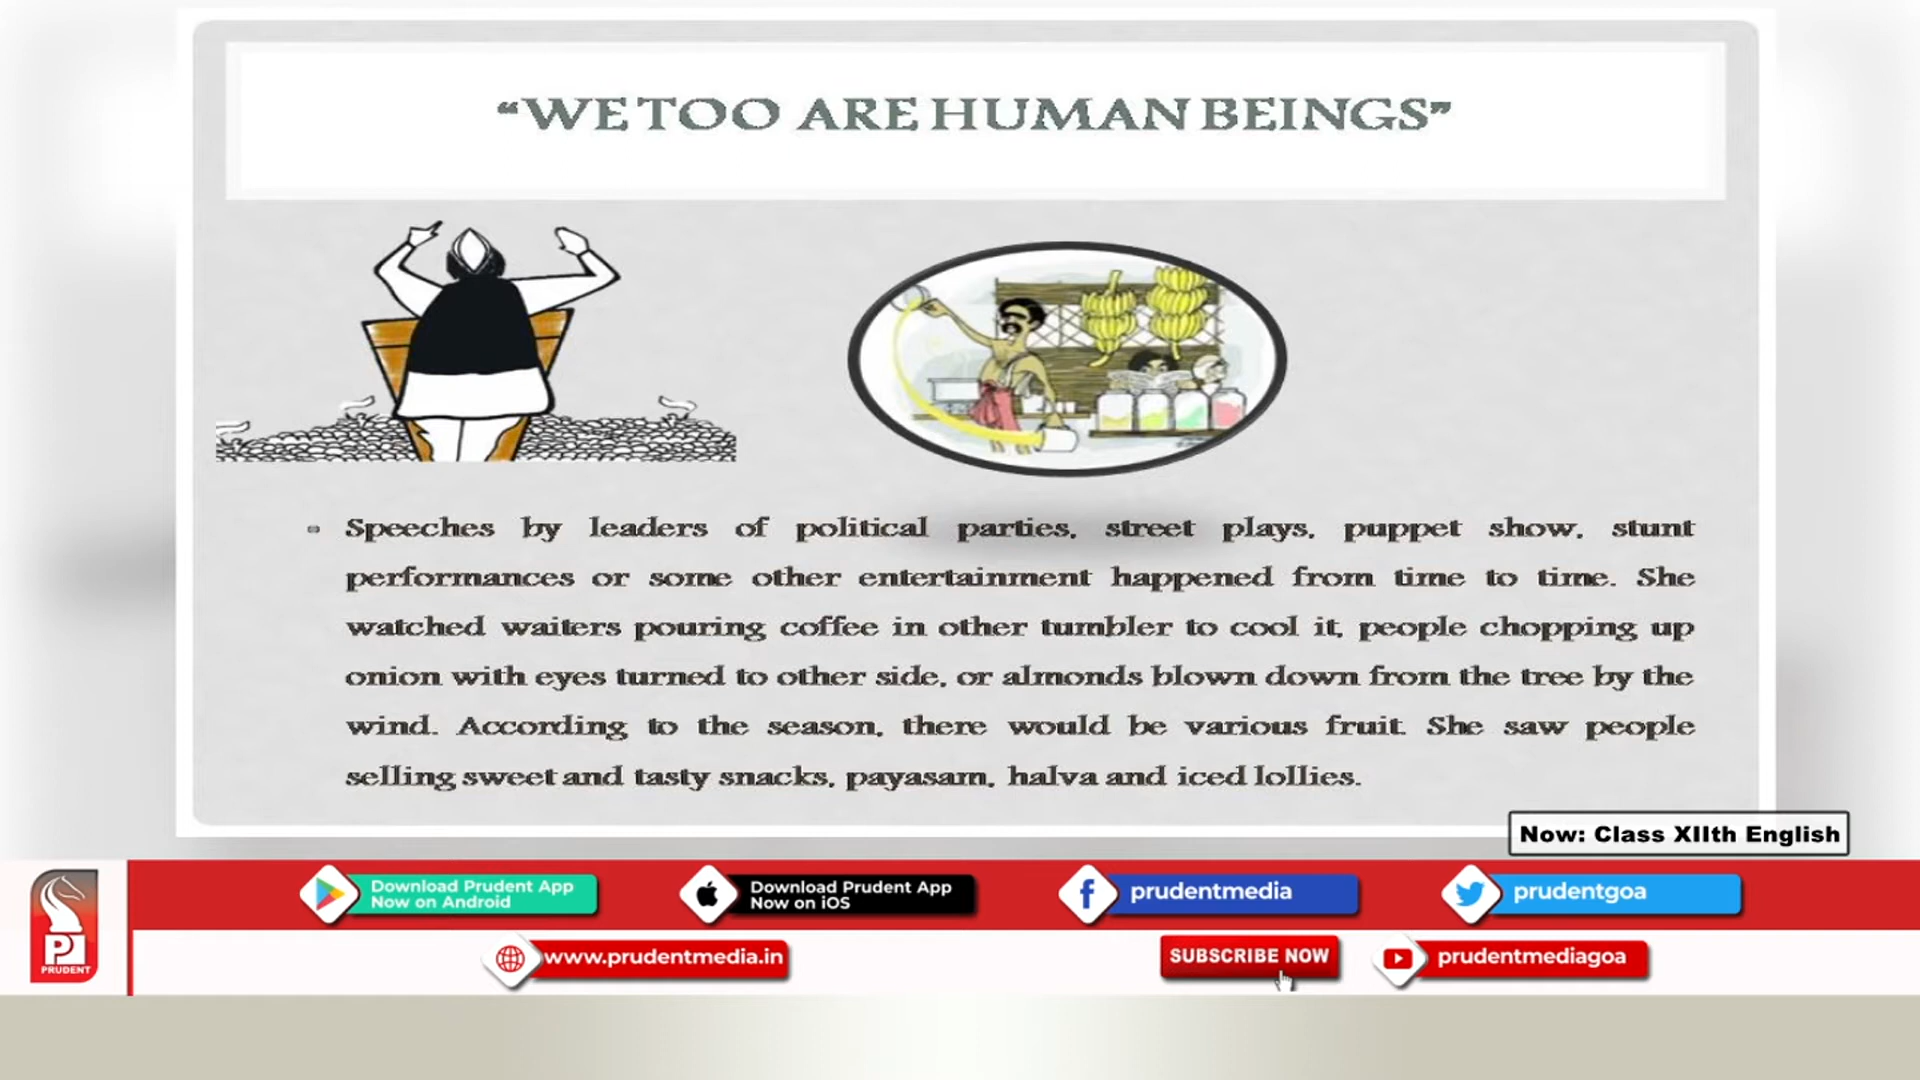 “WE TOO ARE HUMAN BEINGS”
Speeches by leaders of political parties, street plays, puppet show, stunt
performances or some other entertainment happened from time to time. She
watched waiters pouring coffee in other tumbler to cool it, people chopping up
onion with eyes turned to other side, or almonds blown down from the tree by the
wind. According to the season, there would be various fruit. She saw people
selling sweet and tasty snacks, payasam, halva and iced lollies.
Now: Class XIIth English
Download Prudent App
Now on Android
Download Prudent App
Now on iOS
prudentmedia
prudentgoa
PRUDENT
www.prudentmedia.in
SUBSCRIBE NOW
prudentmediagoa